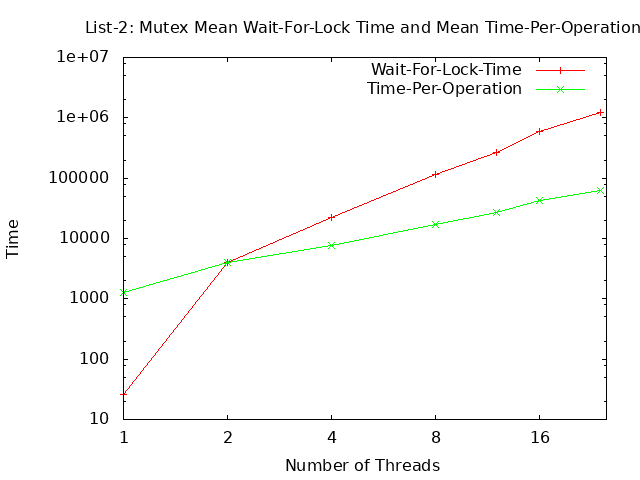 List-2: Mutex Mean Wait-For-Lock Time and Mean Time-Per-Operation
1e+07
Wait-For-Lock-Time
Time-Per-Operation
1e+06
100000
10000
1000
100
10
Time
1 2 4 8 16
Number of Threads